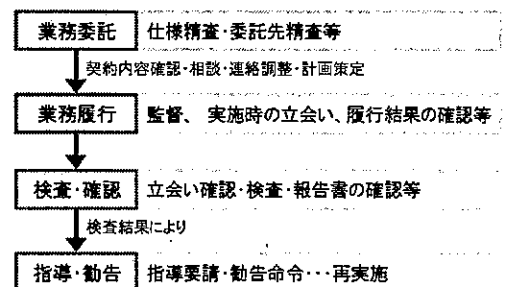 業務委託 仕様精査・委託先精査等
契約内容確認・相談・連絡調整・計画策定
業務履行 監督、実施時の立会い、履行結果の確認等
検査・確認 立会い確認・検査・報告書の確認等
検査結果により
指導・勧告 指導要請・勧告命令・・・再実施